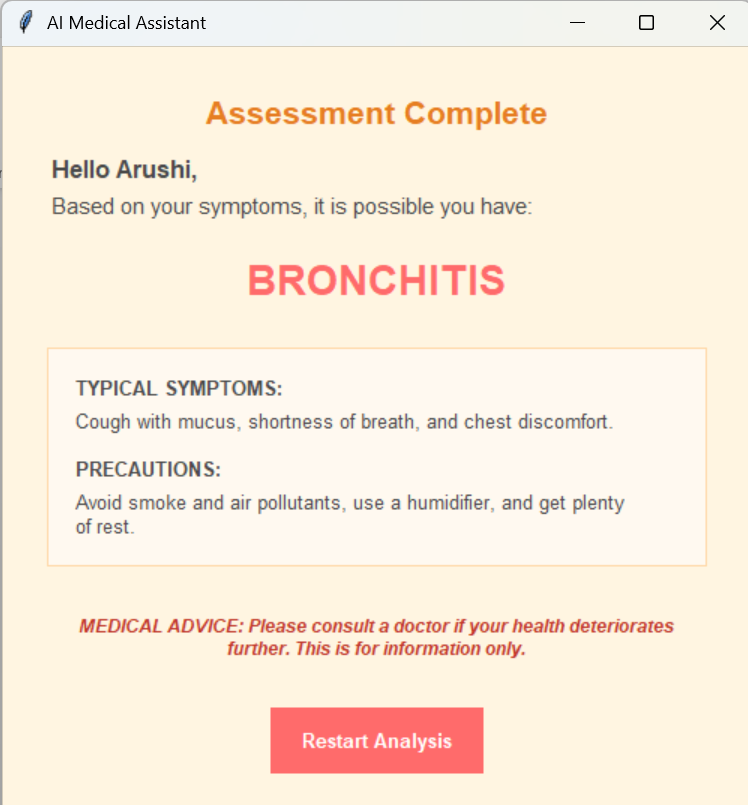 AI Medical Assistant
Assessment Complete
Hello Arushi,
Based on your symptoms, it is possible you have:
BRONCHITIS
TYPICAL SYMPTOMS:
Cough with mucus, shortness of breath, and chest discomfort.
PRECAUTIONS:
Avoid smoke and air pollutants, use a humidifier, and get plenty
of rest.
MEDICAL ADVICE: Please consult a doctor if your health deteriorates
further. This is for information only.
Restart Analysis